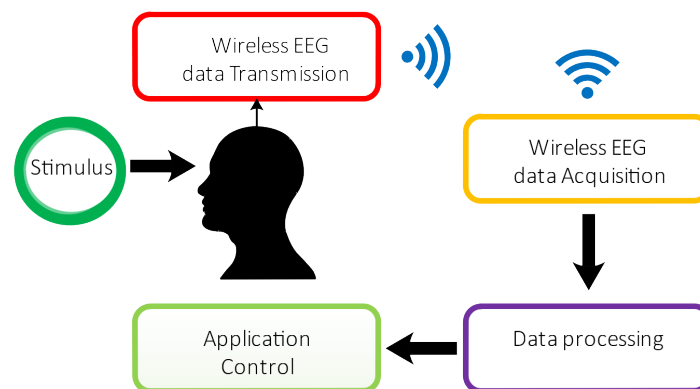 Wireless EEG
data Transmission
Stimulus
Wireless EEG
data Acquisition
Data processing
Application
Control